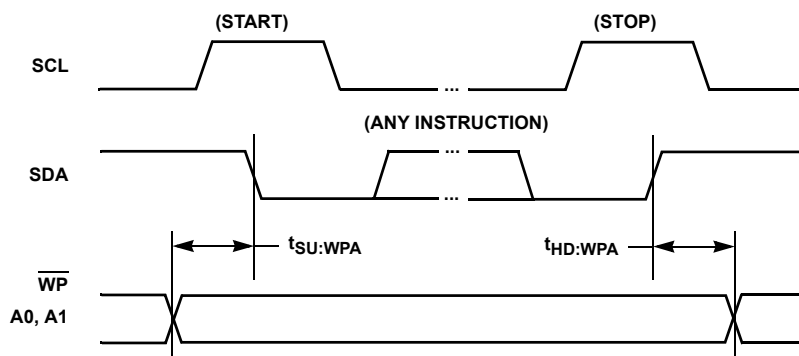 (START)
(STOP)
SCL
...
(ANY INSTRUCTION)
SDA
...
...
tSU:WPA
tHD:WPA
WP
A0, A1